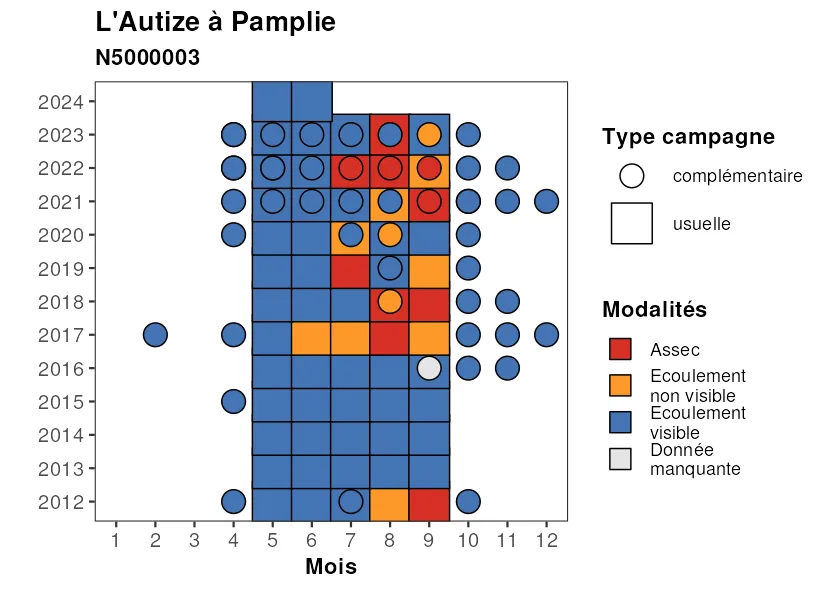 L'Autize à Pamplie
N5000003
2024
2023
2022
2021
2020
2019
2018
2017
2016
2015
2014
2013
2012
1 2 3 4 5 6 7 8 9 10 11 12
Mois
Type campagne
complémentaire
usuelle
Modalités
Assec
Ecoulement
non visible
Ecoulement
visible
Donnée
manquante